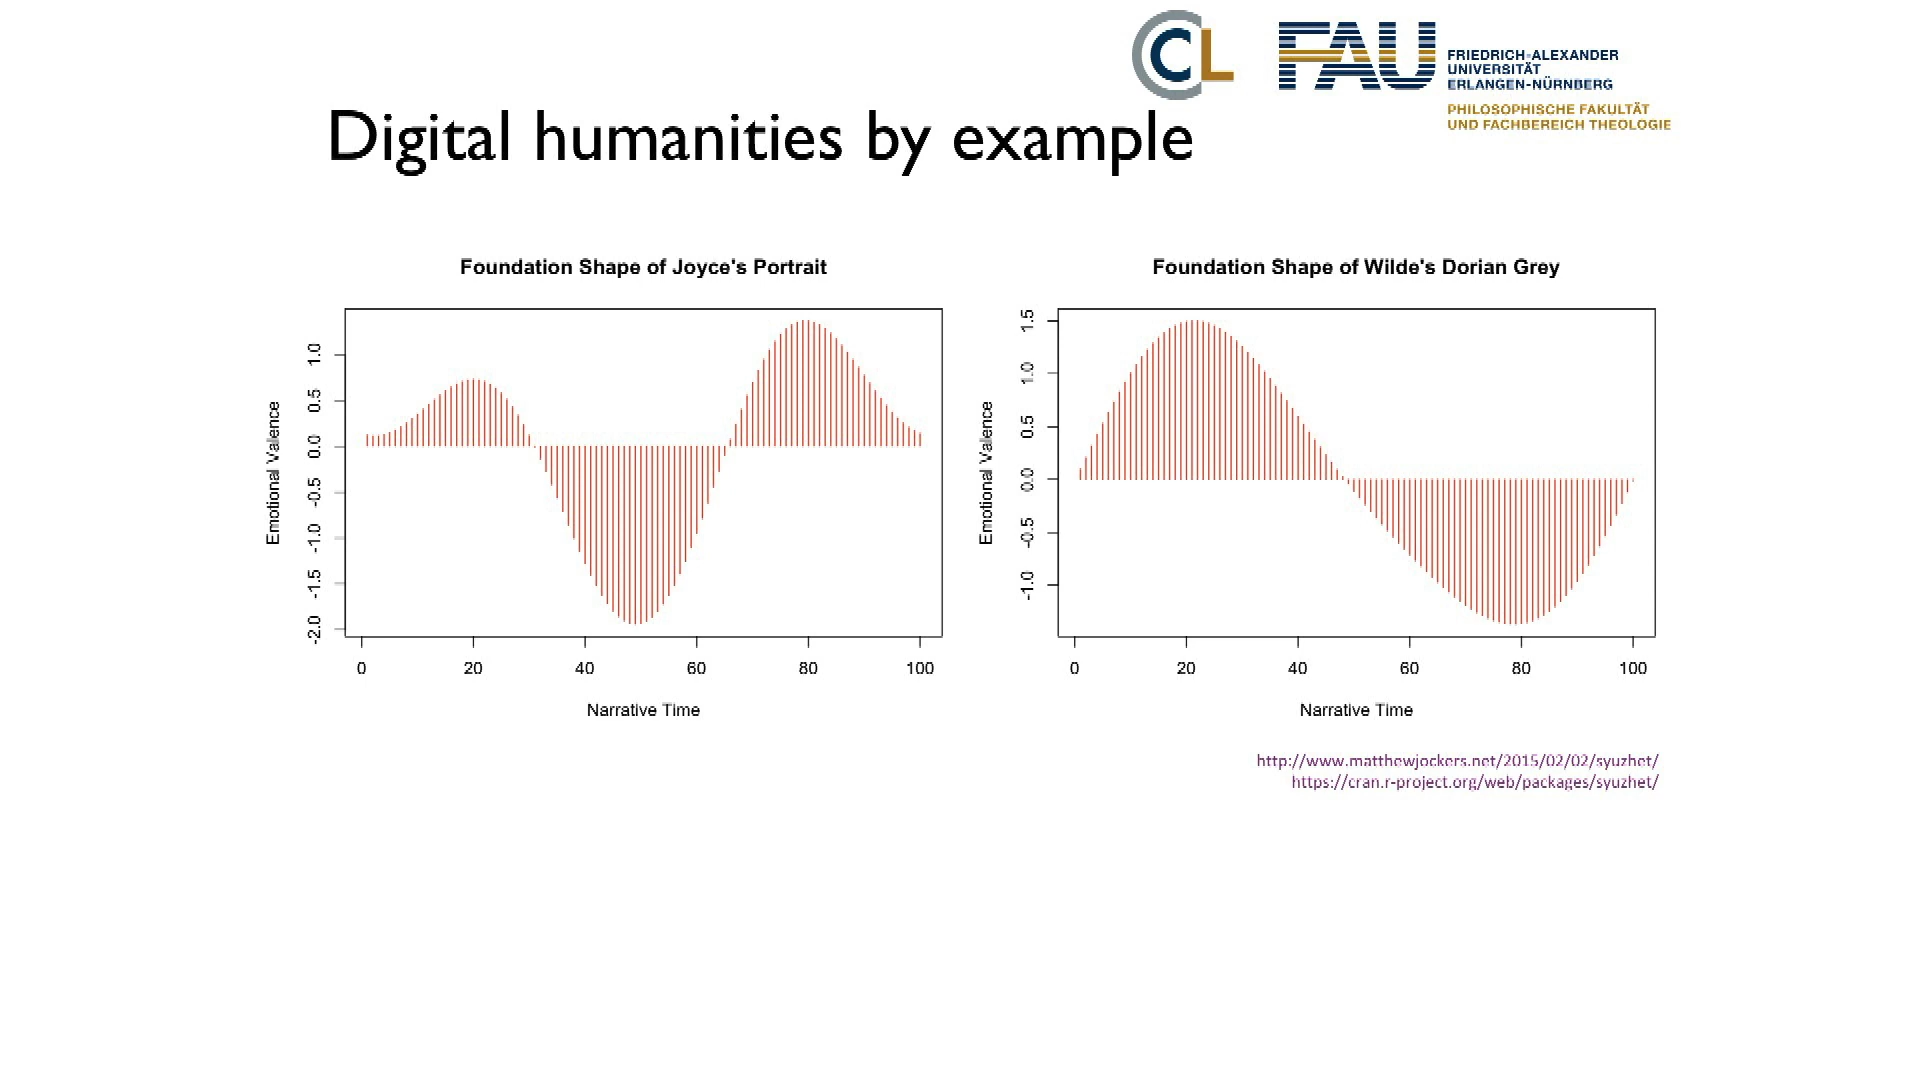 CCL
FAU
FRIEDRICH-ALEXANDER
UNIVERSITÄT
ERLANGEN-NÜRNBERG
PHILOSOPHISCHE FAKULTÄT
UND FACHBEREICH THEOLOGIE
Digital humanities by example
Foundation Shape of Joyce's Portrait
Emotional Valence
1.0
0.5
0.0
-0.5
-1.0
-1.5
-2.0
0 20 40 60 80 100
Narrative Time
Foundation Shape of Wilde's Dorian Grey
Emotional Valence
1.5
1.0
0.5
0.0
-0.5
-1.0
0 20 40 60 80 100
Narrative Time
http://www.matthewjockers.net/2015/02/02/syuzhet/
https://cran.r-project.org/web/packages/syuzhet/